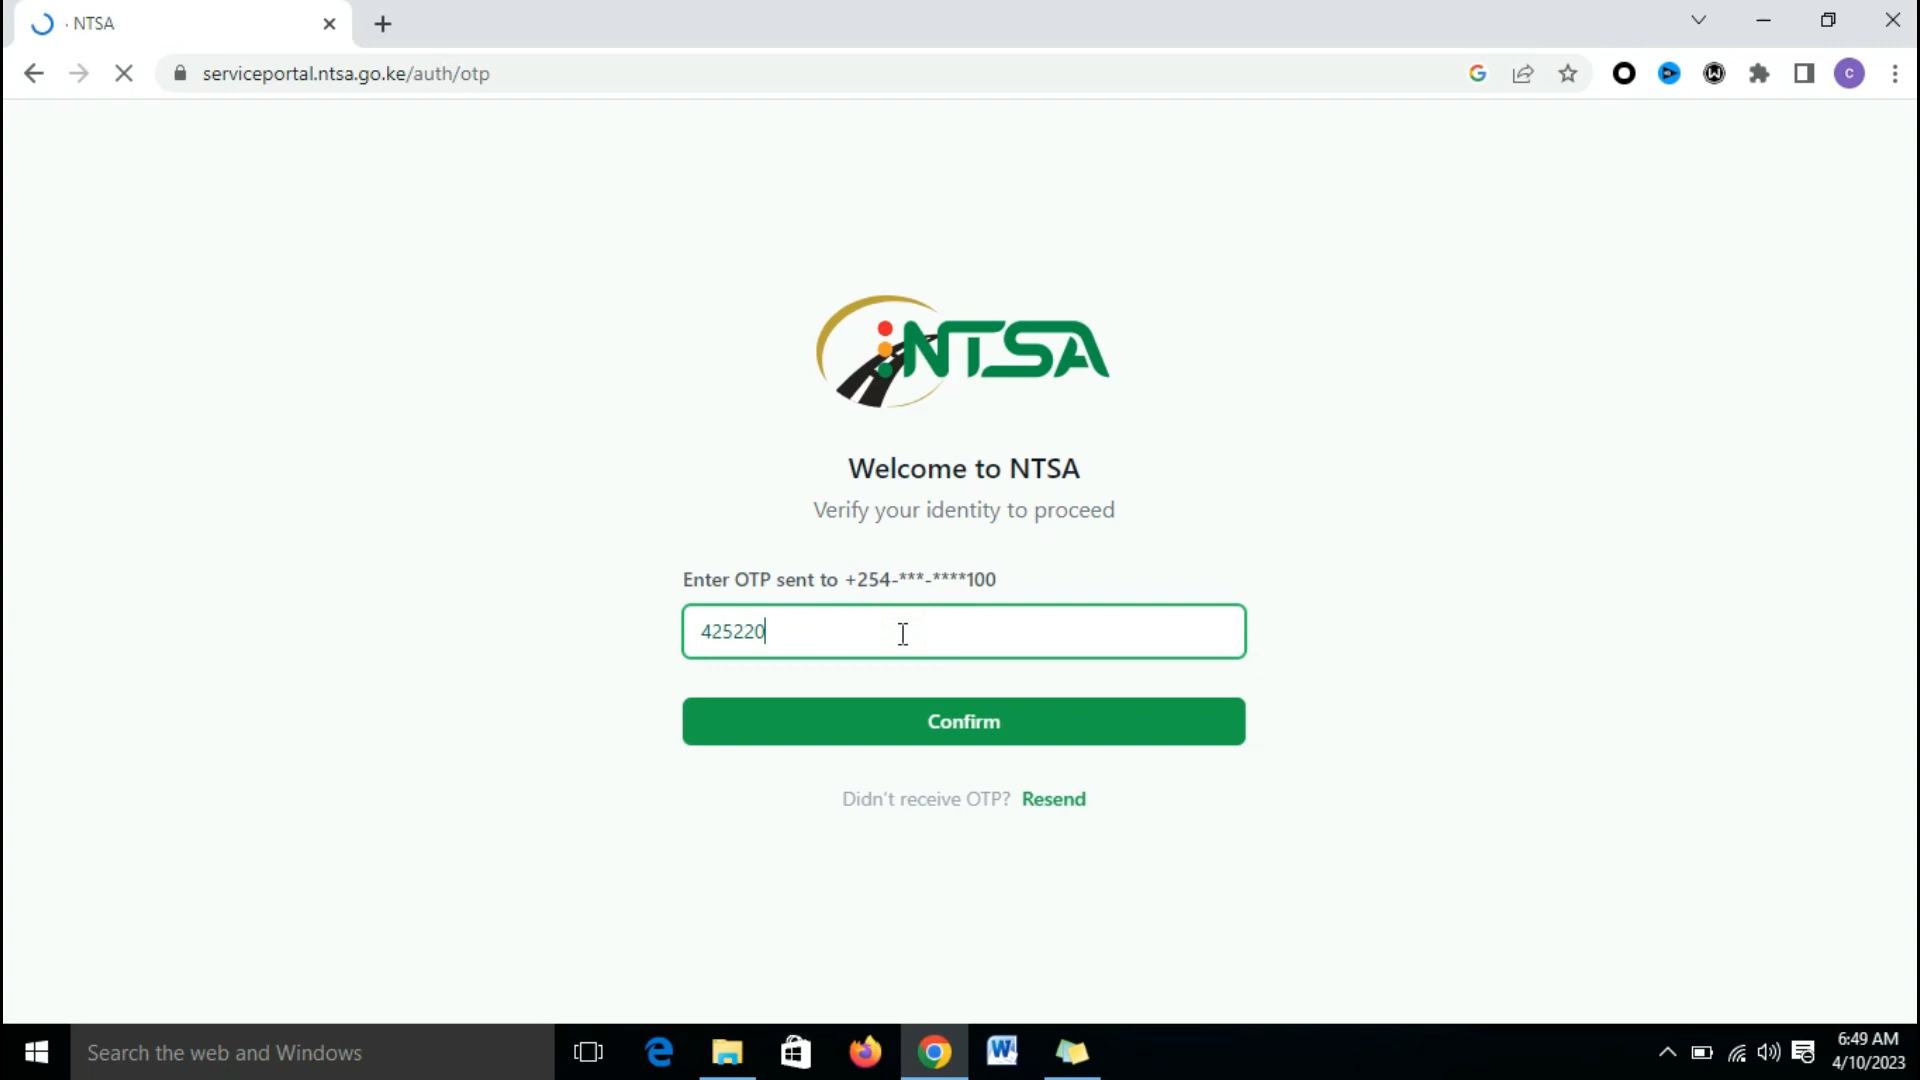 · NTSA
serviceportal.ntsa.go.ke/auth/otp
C
NTSA
Welcome to NTSA
Verify your identity to proceed
Enter OTP sent to +254-***-****100
425220
Confirm
Didn't receive OTP? Resend
Search the web and Windows
6:49 AM
4/10/2023